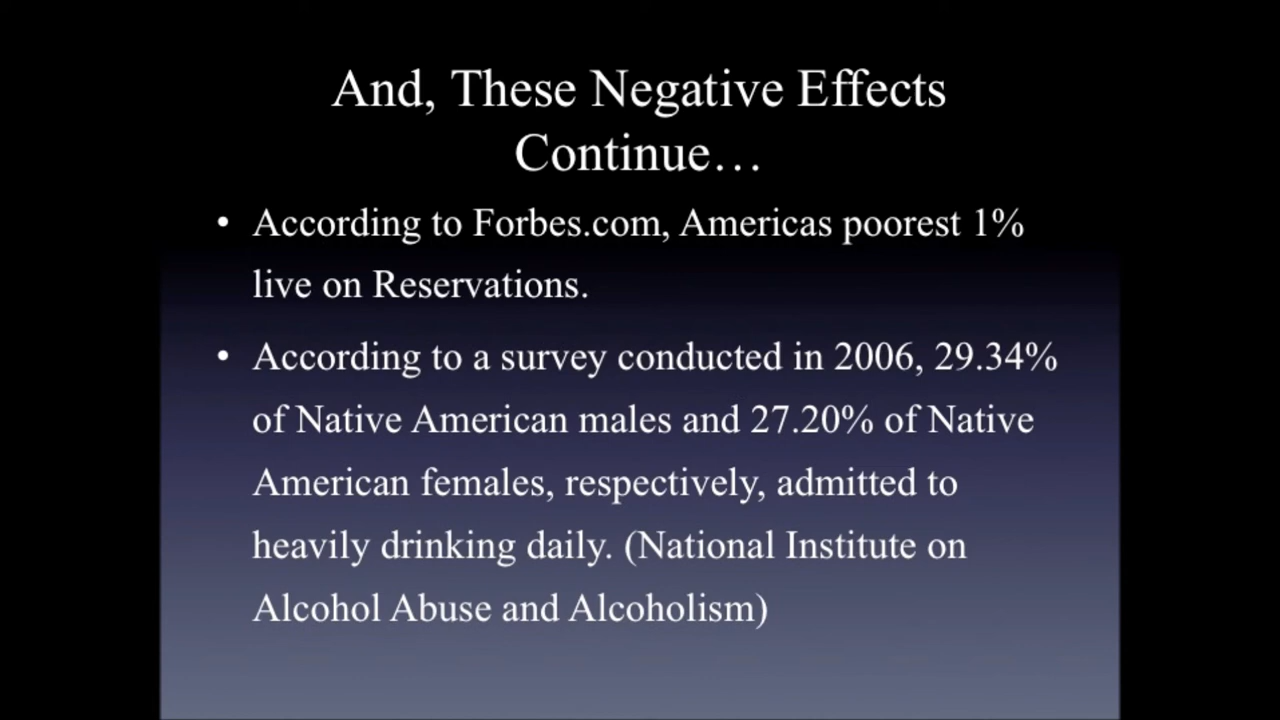 And, These Negative Effects
Continue…
• According to Forbes.com, Americas poorest 1%
live on Reservations.
• According to a survey conducted in 2006, 29.34%
of Native American males and 27.20% of Native
American females, respectively, admitted to
heavily drinking daily. (National Institute on
Alcohol Abuse and Alcoholism)